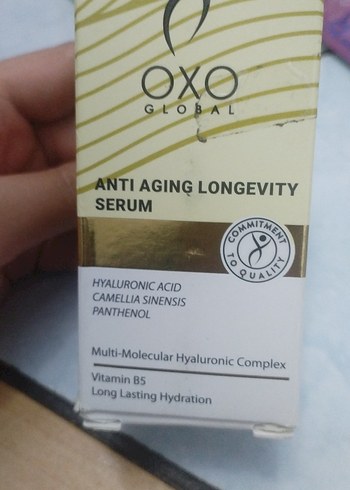 OXO
GLOBAL
ANTI AGING LONGEVITY
SERUM
COMMITMENT
TO QUALITY
HYALURONIC ACID
CAMELLIA SINENSIS
PANTHENOL
Multi-Molecular Hyaluronic Complex
Vitamin B5
Long Lasting Hydration